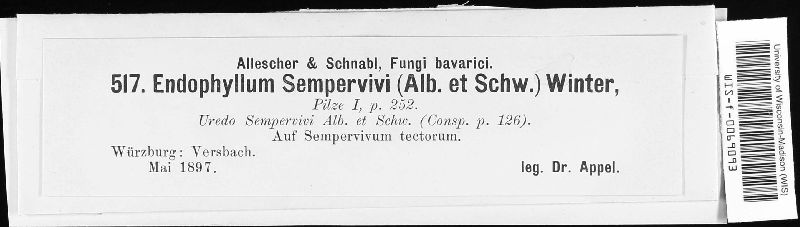 Allescher & Schnabl, Fungi bavarici.
517. Endophyllum Sempervivi (Alb. et Schw.) Winter,
Pilze I, p. 252.
Uredo Sempervivi Alb. et Schw. (Consp. p. 126).
Auf Sempervivum tectorum.
Würzburg: Versbach.
Mai 1897. leg. Dr. Appel.
University of Wisconsin-Madison (WIS)
WIS-f-0090963